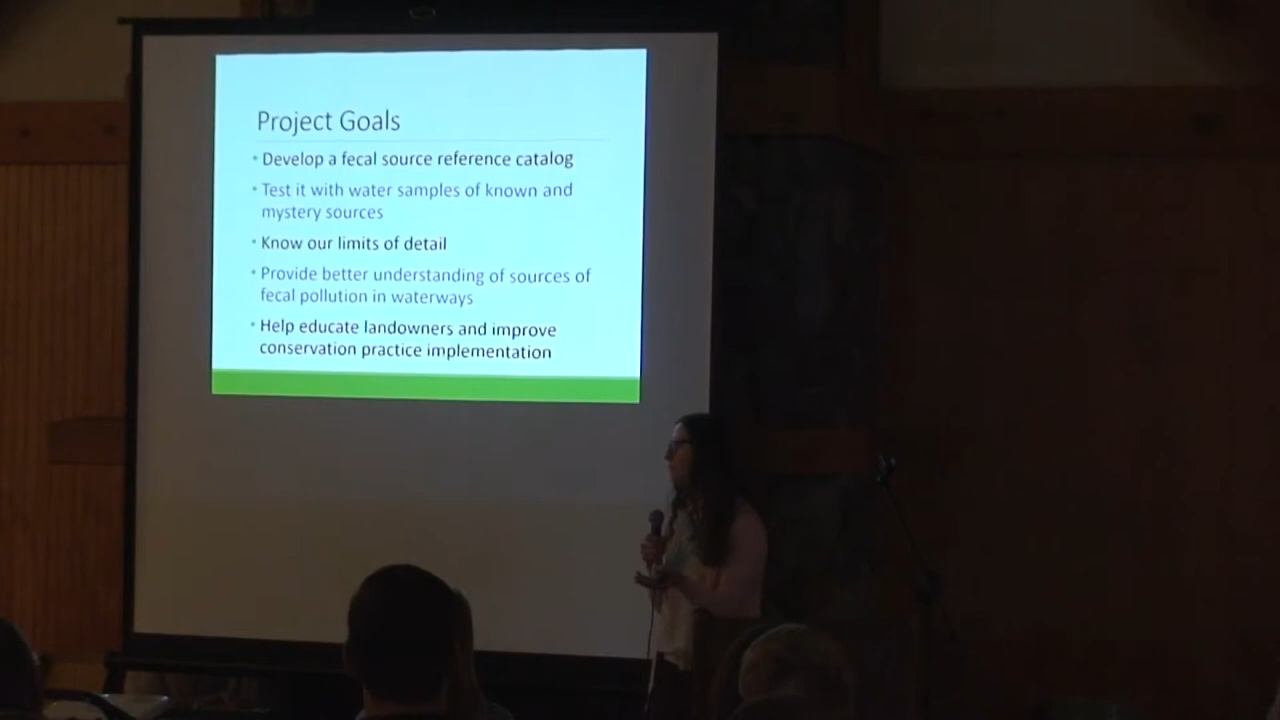 Project Goals
• Develop a fecal source reference catalog
• Test it with water samples of known and
mystery sources
• Know our limits of detail
• Provide better understanding of sources of
fecal pollution in waterways
• Help educate landowners and improve
conservation practice implementation